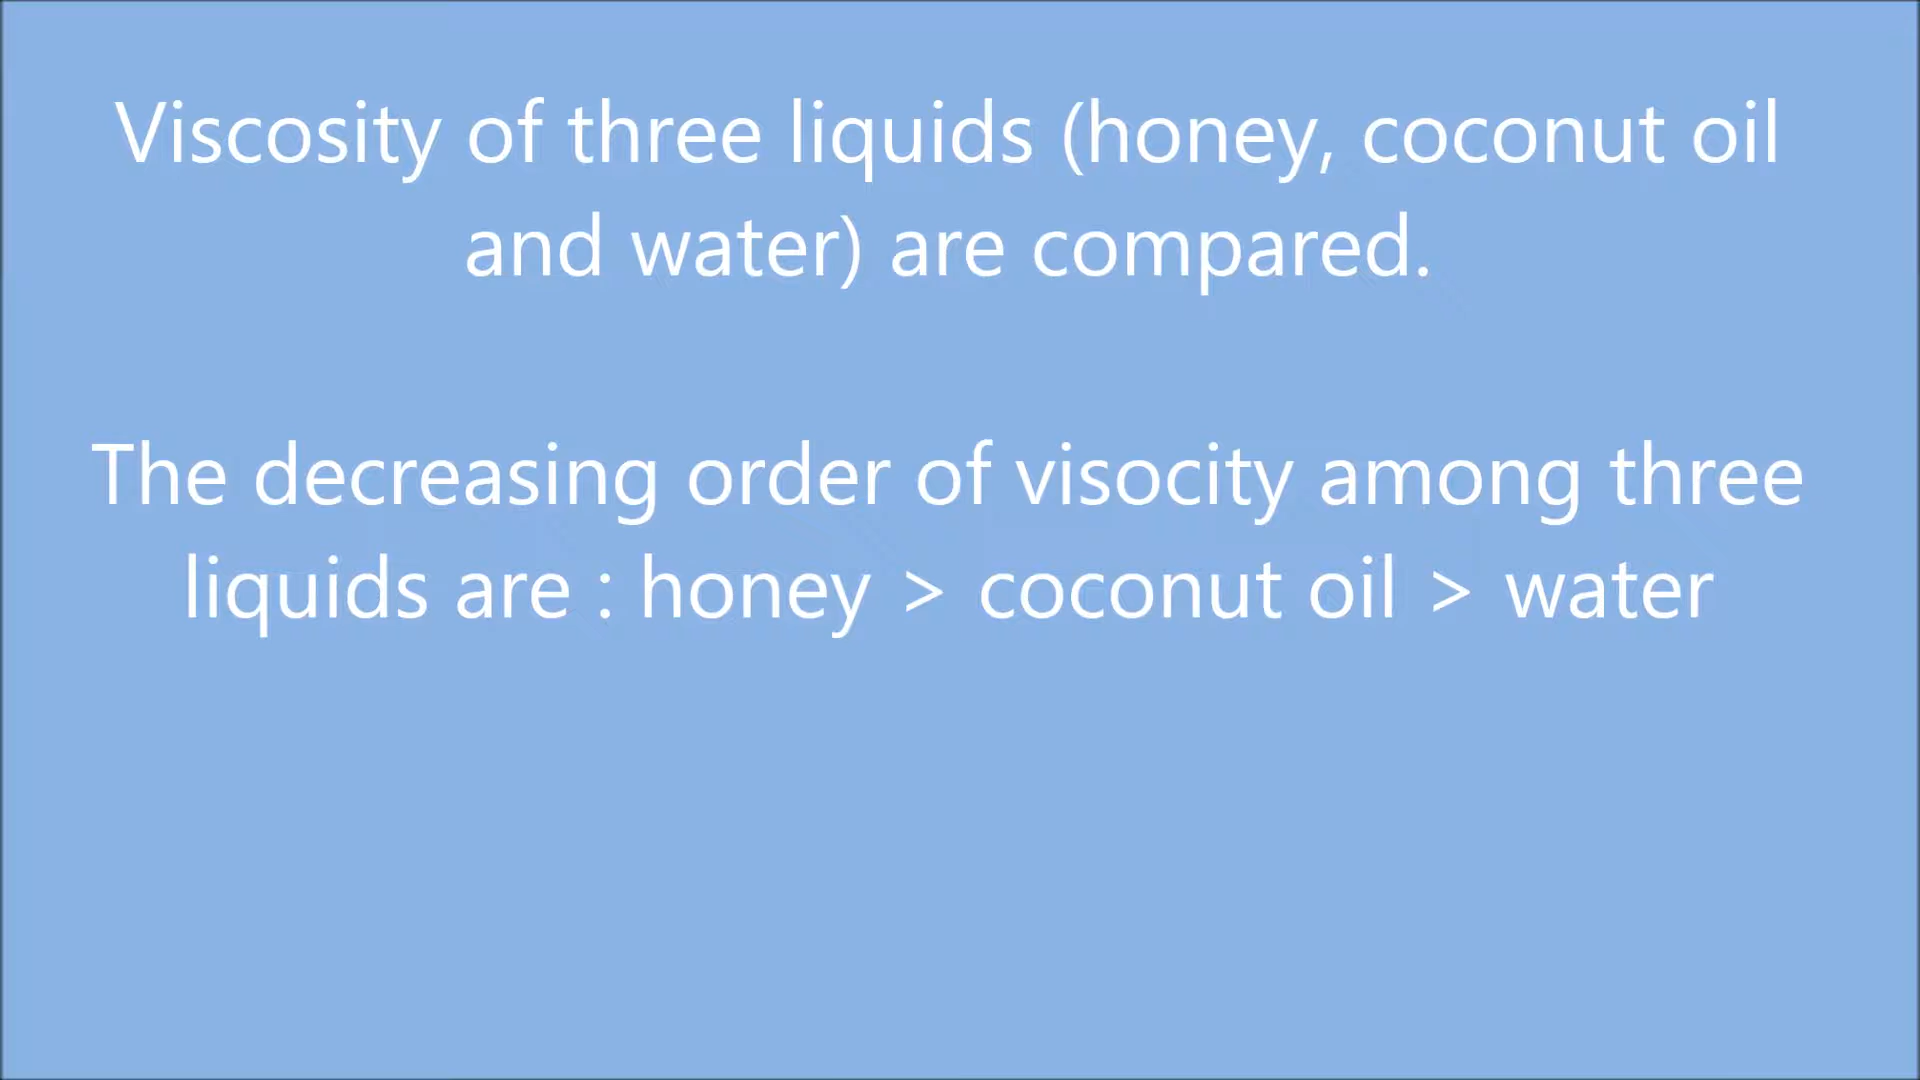 Viscosity of three liquids (honey, coconut oil
and water) are compared.
The decreasing order of visocity among three
liquids are : honey > coconut oil > water